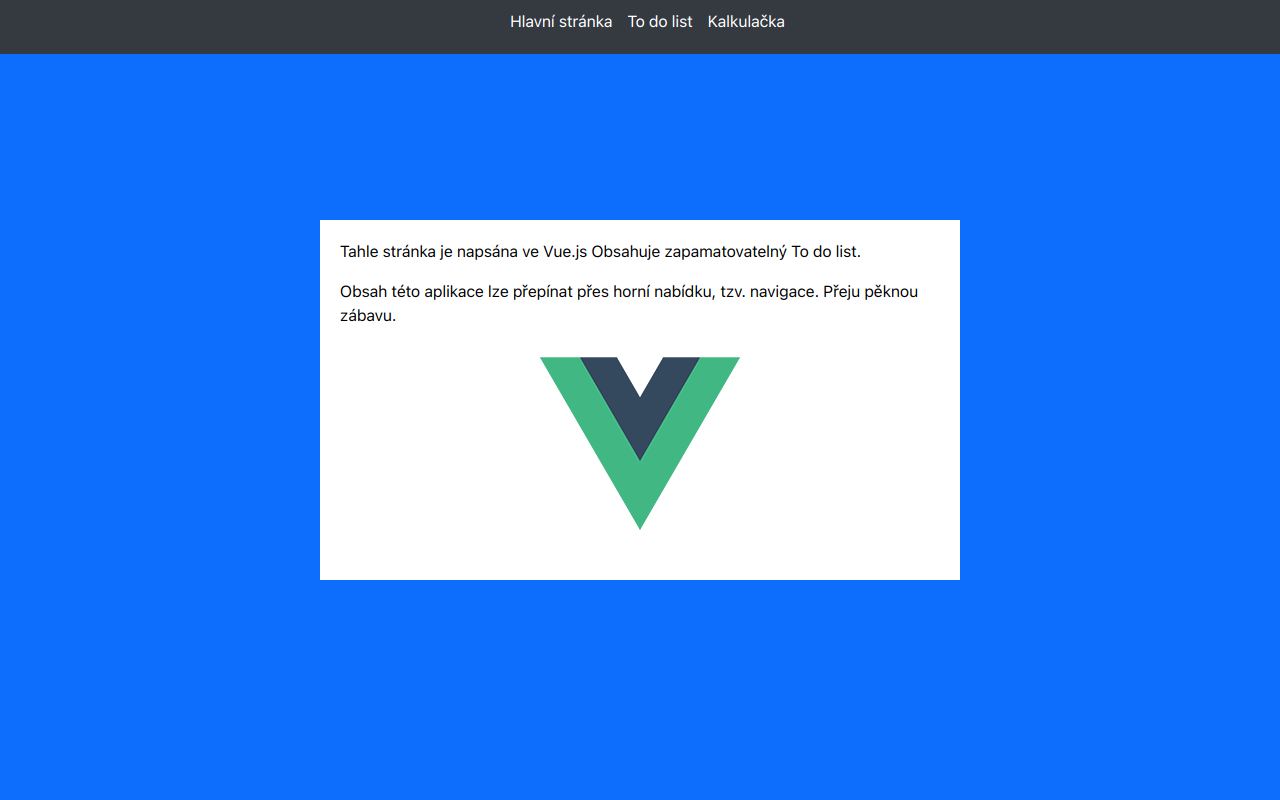 Hlavní stránka To do list Kalkulačka
Tahle stránka je napsána ve Vue.js Obsahuje zapamatovatelný To do list.
Obsah této aplikace lze přepínat přes horní nabídku, tzv. navigace. Přeju pěknou
zábavu.